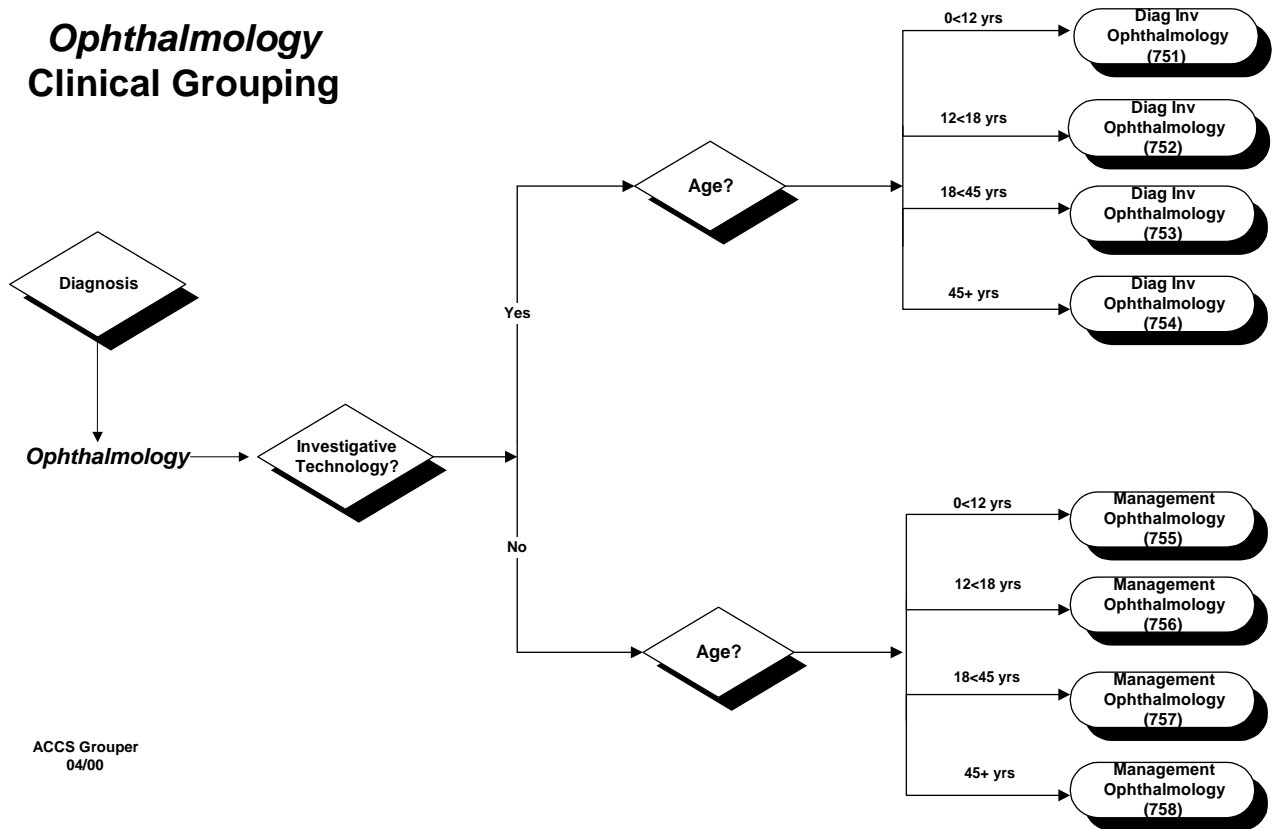 Ophthalmology
Clinical Grouping
Diagnosis
Ophthalmology
Investigative
Technology?
Yes
Age?
0<12 yrs
Diag Inv
Ophthalmology
(751)
12<18 yrs
Diag Inv
Ophthalmology
(752)
18<45 yrs
Diag Inv
Ophthalmology
(753)
45+ yrs
Diag Inv
Ophthalmology
(754)
No
Age?
0<12 yrs
Management
Ophthalmology
(755)
12<18 yrs
Management
Ophthalmology
(756)
18<45 yrs
Management
Ophthalmology
(757)
45+ yrs
Management
Ophthalmology
(758)
ACCS Grouper
04/00